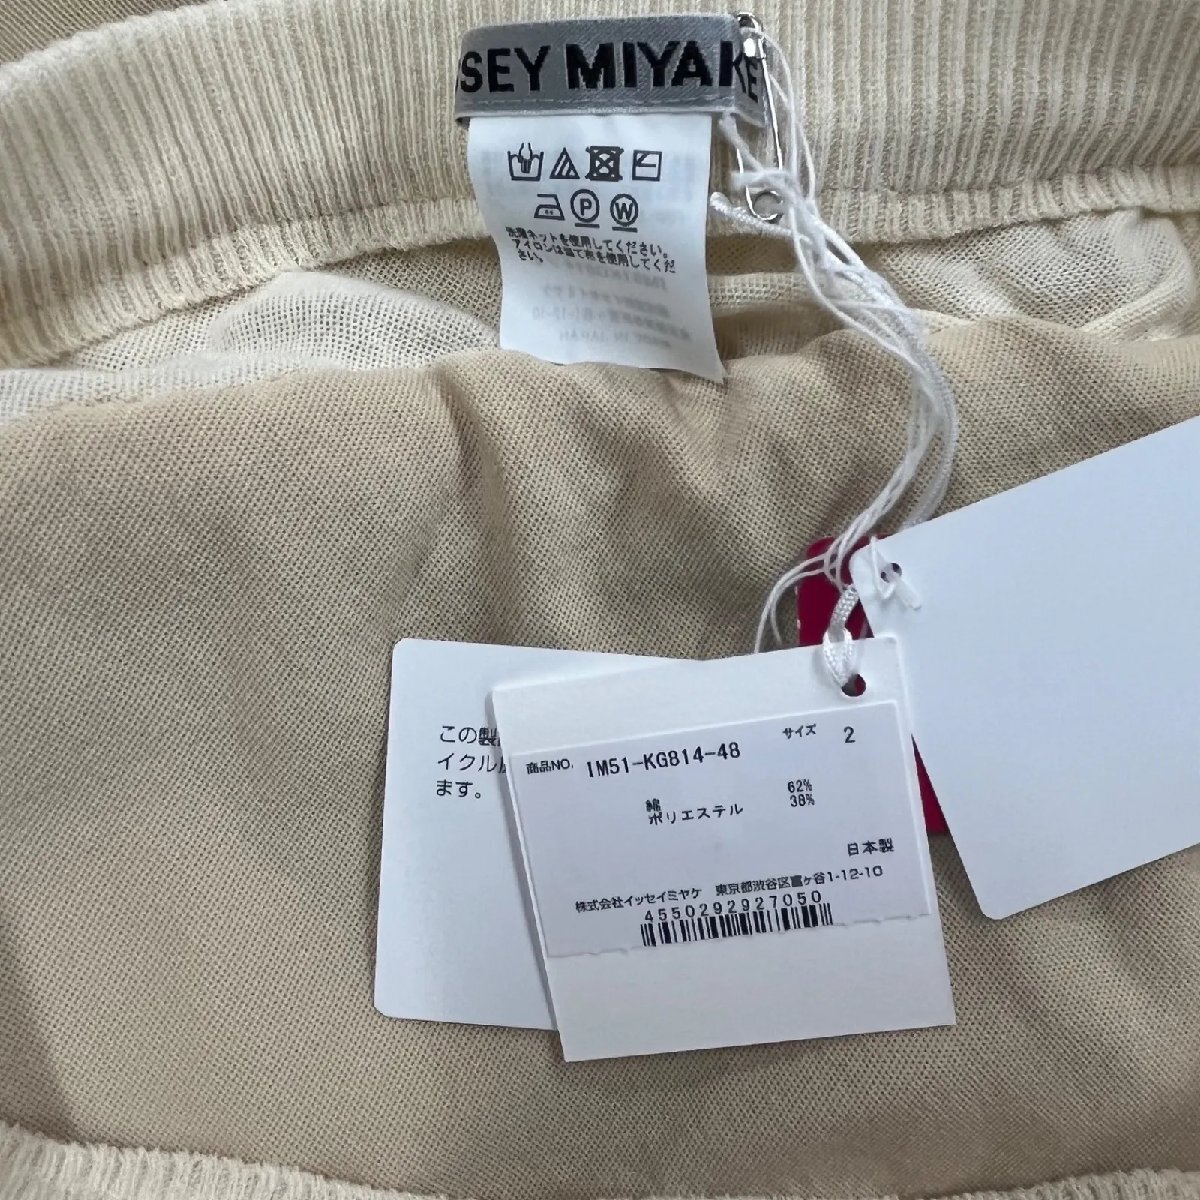 SSEY MIYAKE
P W
洗濯ネットを使用してください。
アイロンは当て布を使用してくだ
さい。
MADE IN JAPAN
この製
イクル
ます。
商品NO. IM51-KG814-48 サイズ 2
綿 62%
ポリエステル 38%
日本製
株式会社イッセイミヤケ 東京都渋谷区富ヶ谷1-12-10
4550292927050